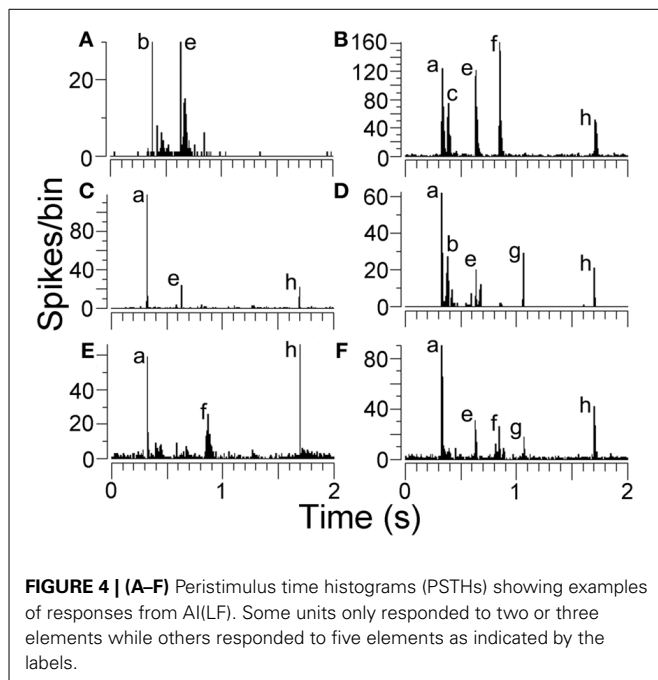 A b e
20
0
B a c e f h
160
120
80
40
0
C a e h
80
40
0
D a b e g h
60
40
20
0
E a f h
40
20
0
F a e f g h
80
40
0
Spikes/bin
0 1 2
0 1 2
Time (s)
FIGURE 4 | (A–F) Peristimulus time histograms (PSTHs) showing examples
of responses from AI(LF). Some units only responded to two or three
elements while others responded to five elements as indicated by the
labels.